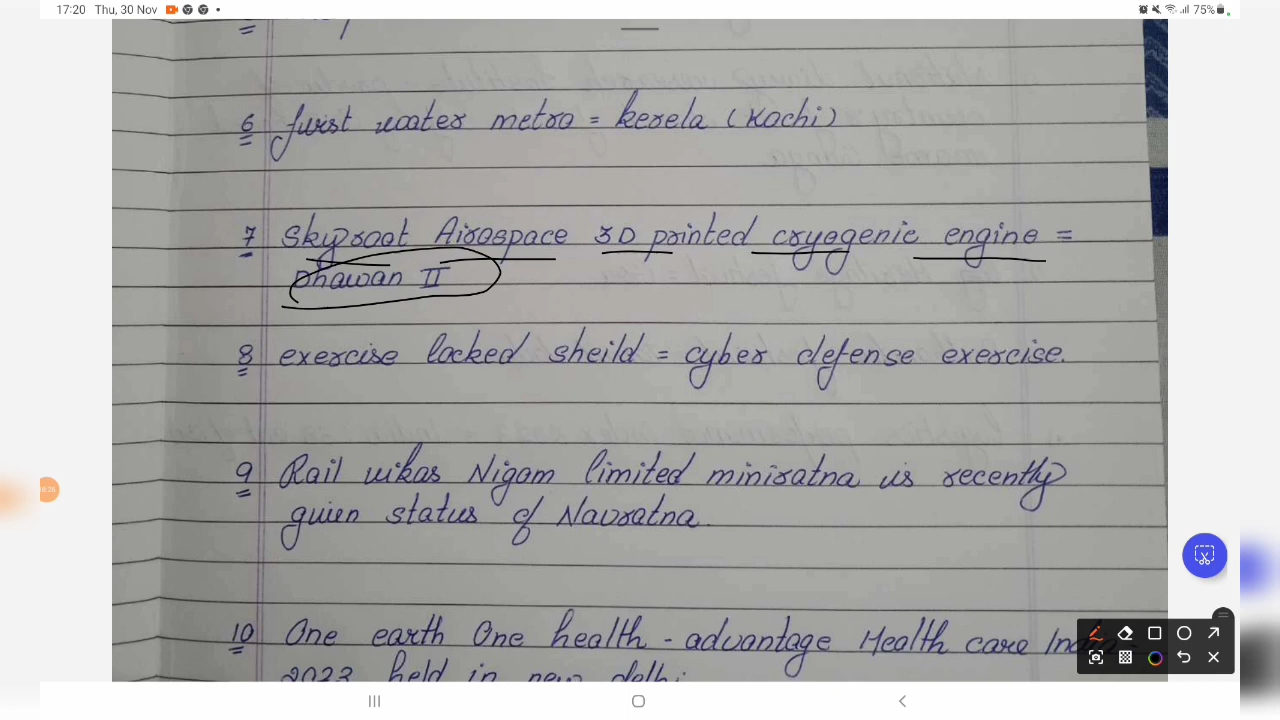 17:20 Thu, 30 Nov
75%
6 first water metro = kerela (Kochi)
7 Skyroot Airospace 3D printed cryogenic engine =
Dhawan II
8 exercise locked sheild = cyber defense exercise.
9 Rail vikas Nigam limited miniratna is recently
given status of Navratna.
10 One earth One health - advantage Health care India -
2023 held in new delhi